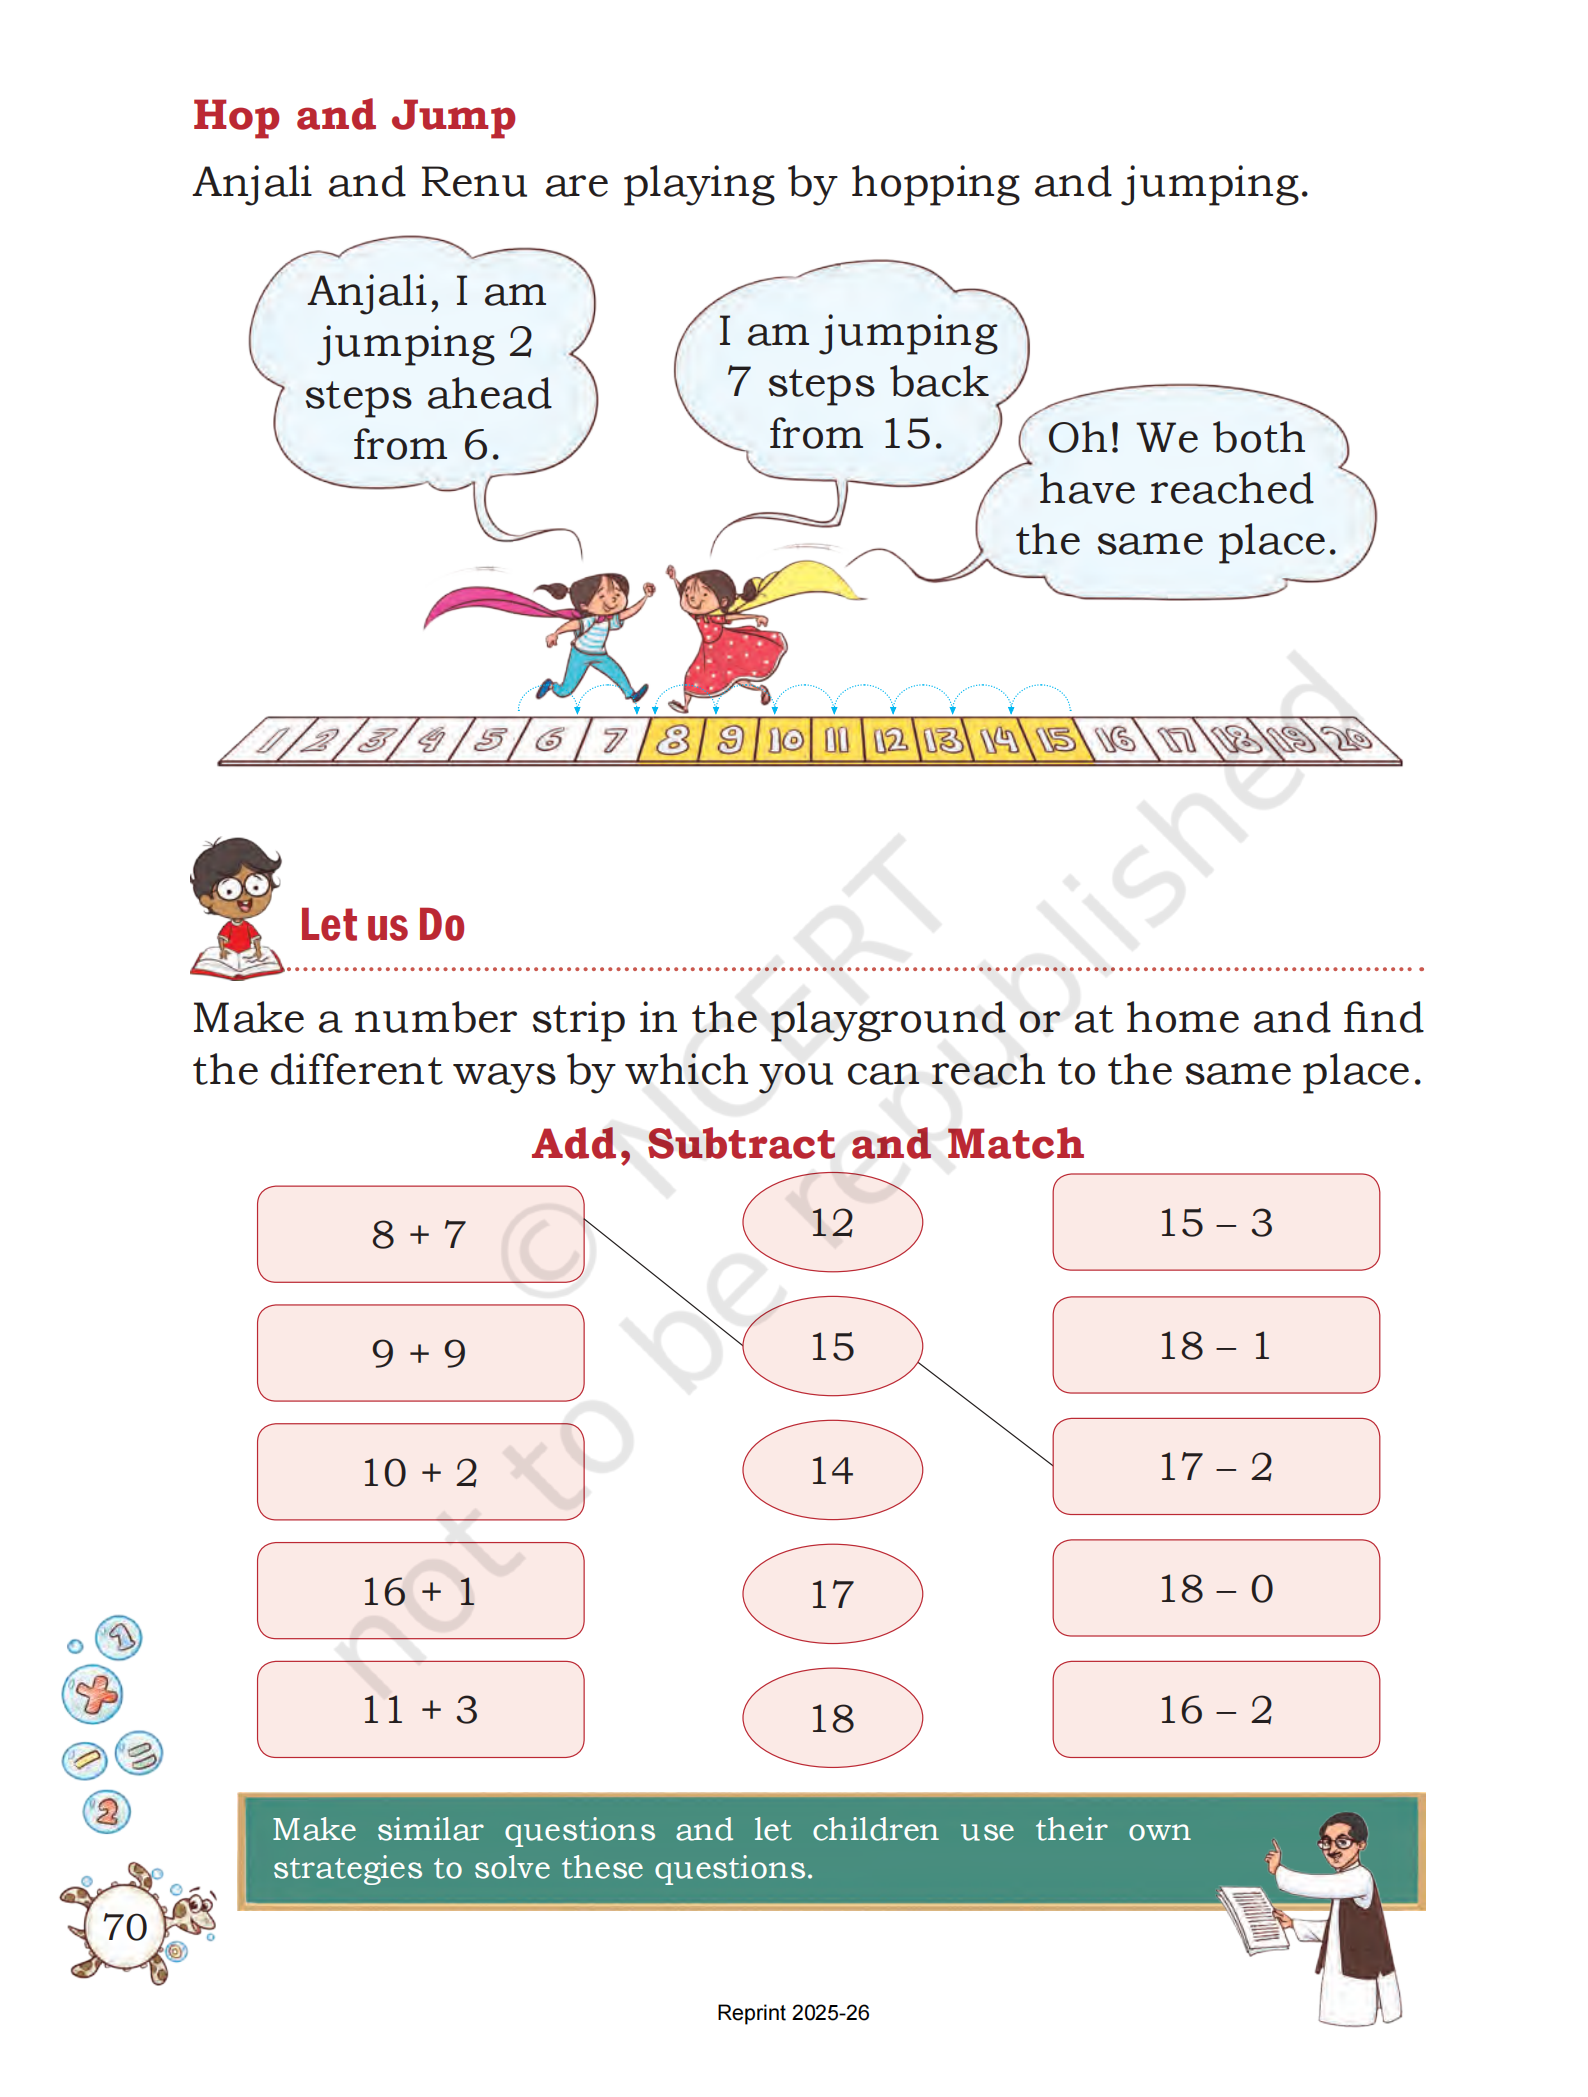 Hop and Jump
Anjali and Renu are playing by hopping and jumping.
Anjali, I am
jumping 2
steps ahead
from 6.
I am jumping
7 steps back
from 15.
Oh! We both
have reached
the same place.
1 2 3 4 5 6 7 8 9 10 11 12 13 14 15 16 17 18 19 20
Let us Do
Make a number strip in the playground or at home and find
the different ways by which you can reach to the same place.
Add, Subtract and Match
8 + 7 12 15 – 3
9 + 9 15 18 – 1
10 + 2 14 17 – 2
16 + 1 17 18 – 0
11 + 3 18 16 – 2
1
+
– =
2
Make similar questions and let children use their own
strategies to solve these questions.
70
Reprint 2025-26
© NCERT
not to be republished